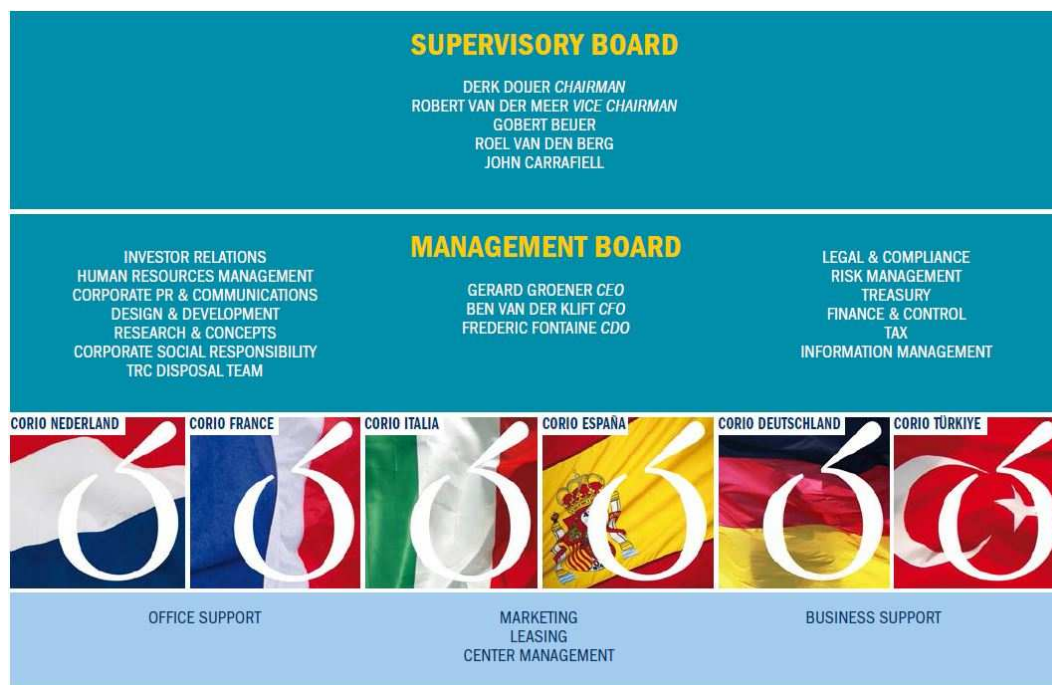 SUPERVISORY BOARD
DERK DOIJER CHAIRMAN
ROBERT VAN DER MEER VICE CHAIRMAN
GOBERT BEIJER
ROEL VAN DEN BERG
JOHN CARRAFIELL
INVESTOR RELATIONS
HUMAN RESOURCES MANAGEMENT
CORPORATE PR & COMMUNICATIONS
DESIGN & DEVELOPMENT
RESEARCH & CONCEPTS
CORPORATE SOCIAL RESPONSIBILITY
TRC DISPOSAL TEAM
MANAGEMENT BOARD
GERARD GROENER CEO
BEN VAN DER KLIFT CFO
FREDERIC FONTAINE CDO
LEGAL & COMPLIANCE
RISK MANAGEMENT
TREASURY
FINANCE & CONTROL
TAX
INFORMATION MANAGEMENT
CORIO NEDERLAND
CORIO FRANCE
CORIO ITALIA
CORIO ESPAÑA
CORIO DEUTSCHLAND
CORIO TÜRKIYE
OFFICE SUPPORT
MARKETING
LEASING
CENTER MANAGEMENT
BUSINESS SUPPORT